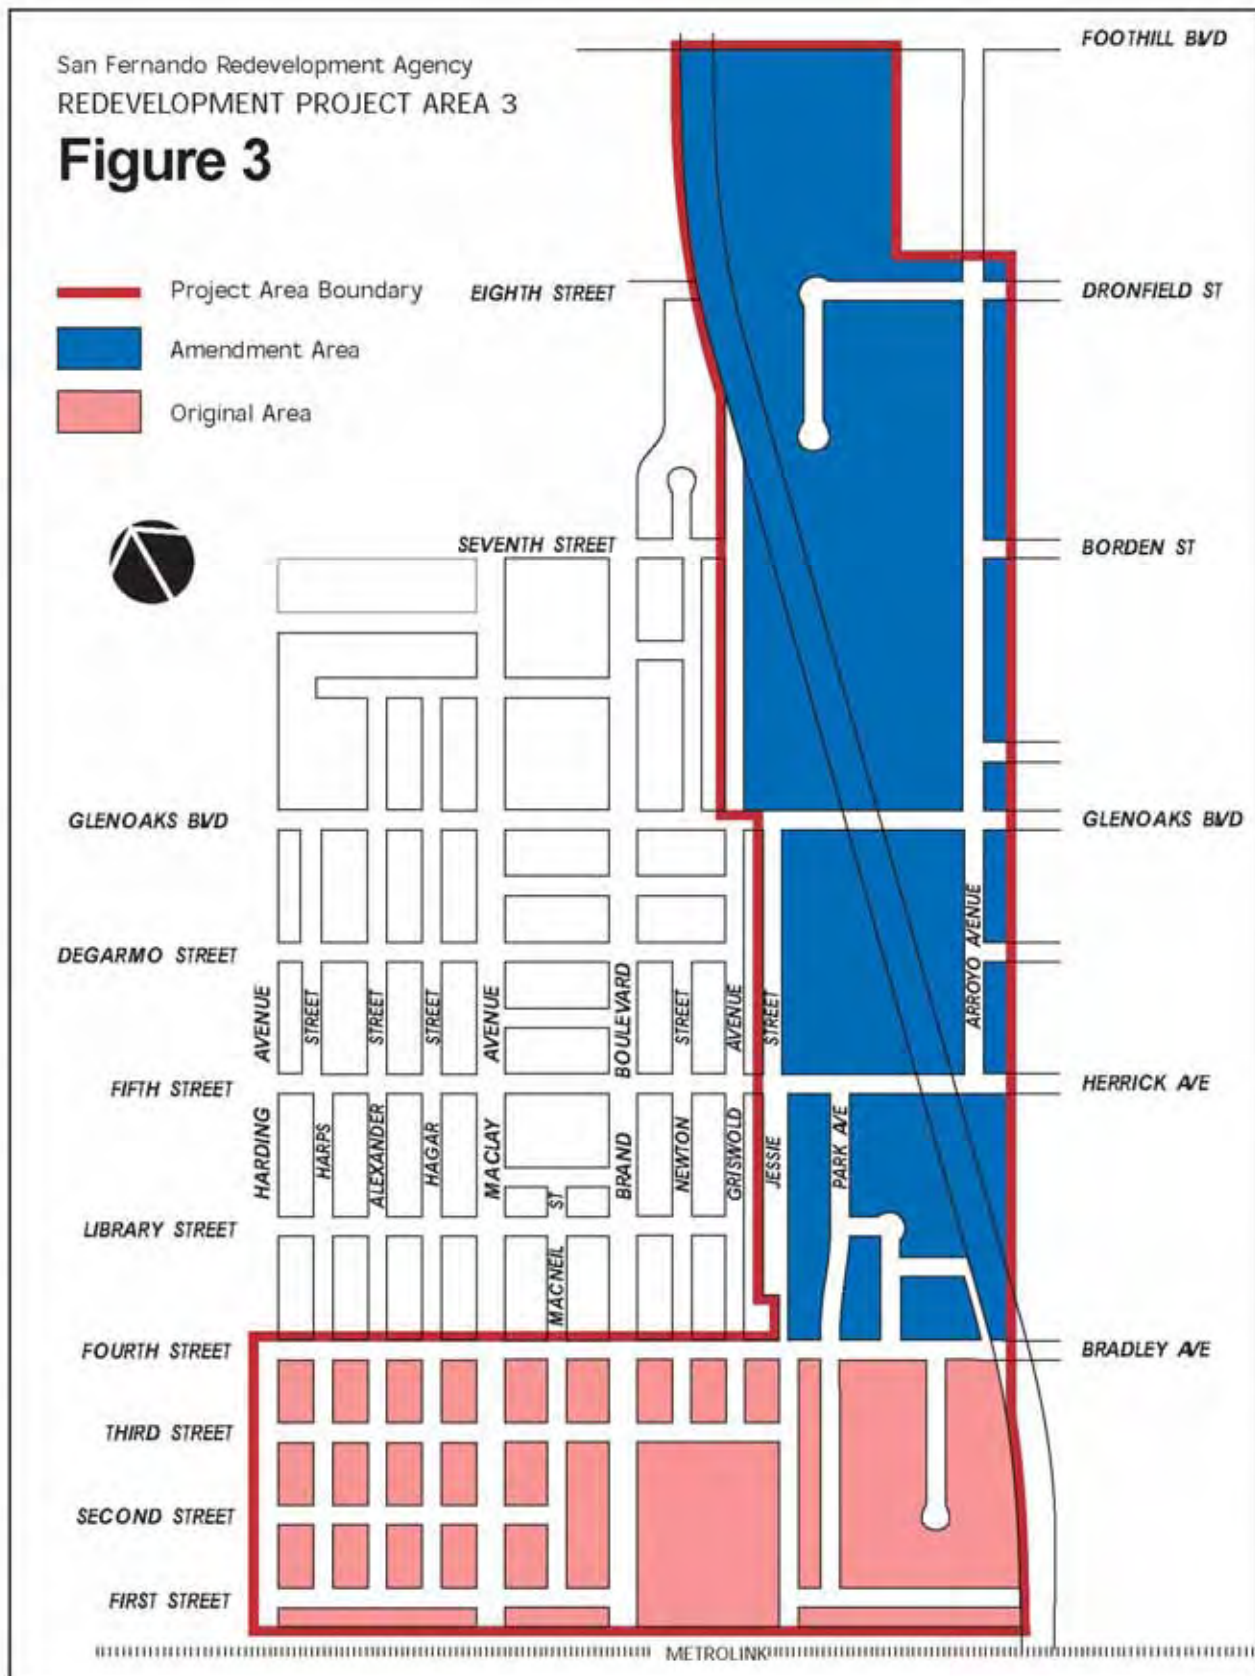 San Fernando Redevelopment Agency
REDEVELOPMENT PROJECT AREA 3
Figure 3
Project Area Boundary
Amendment Area
Original Area
FOOTHILL BLVD
EIGHTH STREET
DRONFIELD ST
SEVENTH STREET
BORDEN ST
GLENOAKS BLVD
GLENOAKS BLVD
DEGARMO STREET
FIFTH STREET
HERRICK AVE
LIBRARY STREET
FOURTH STREET
BRADLEY AVE
THIRD STREET
SECOND STREET
FIRST STREET
HARDING AVENUE
HARPS STREET
ALEXANDER STREET
HAGAR STREET
MACLAY AVENUE
MACNEIL ST
BRAND BOULEVARD
NEWTON STREET
GRISWOLD AVENUE
JESSIE STREET
PARK AVE
ARROYO AVENUE
METROLINK